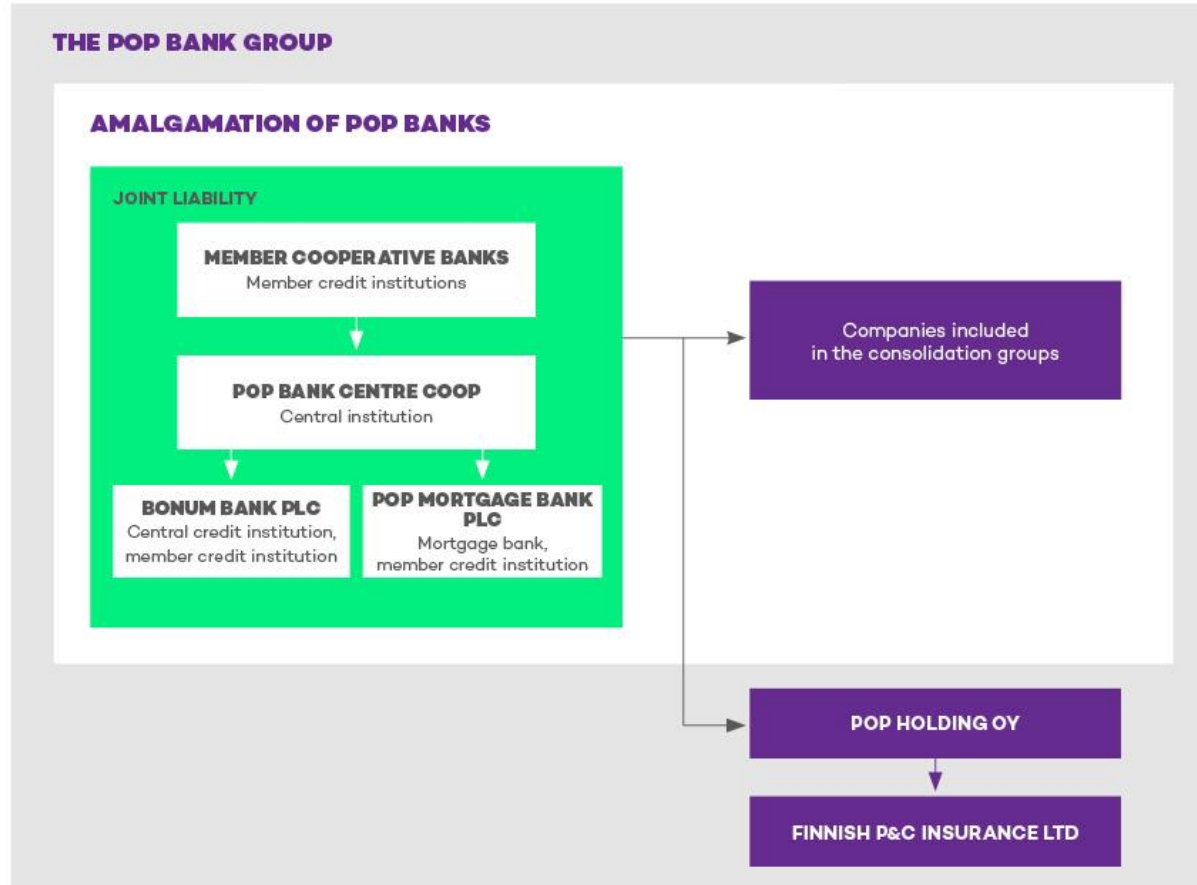 THE POP BANK GROUP
AMALGAMATION OF POP BANKS
JOINT LIABILITY
MEMBER COOPERATIVE BANKS
Member credit institutions
POP BANK CENTRE COOP
Central institution
BONUM BANK PLC
Central credit institution,
member credit institution
POP MORTGAGE BANK
PLC
Mortgage bank,
member credit institution
Companies included
in the consolidation groups
POP HOLDING OY
FINNISH P&C INSURANCE LTD